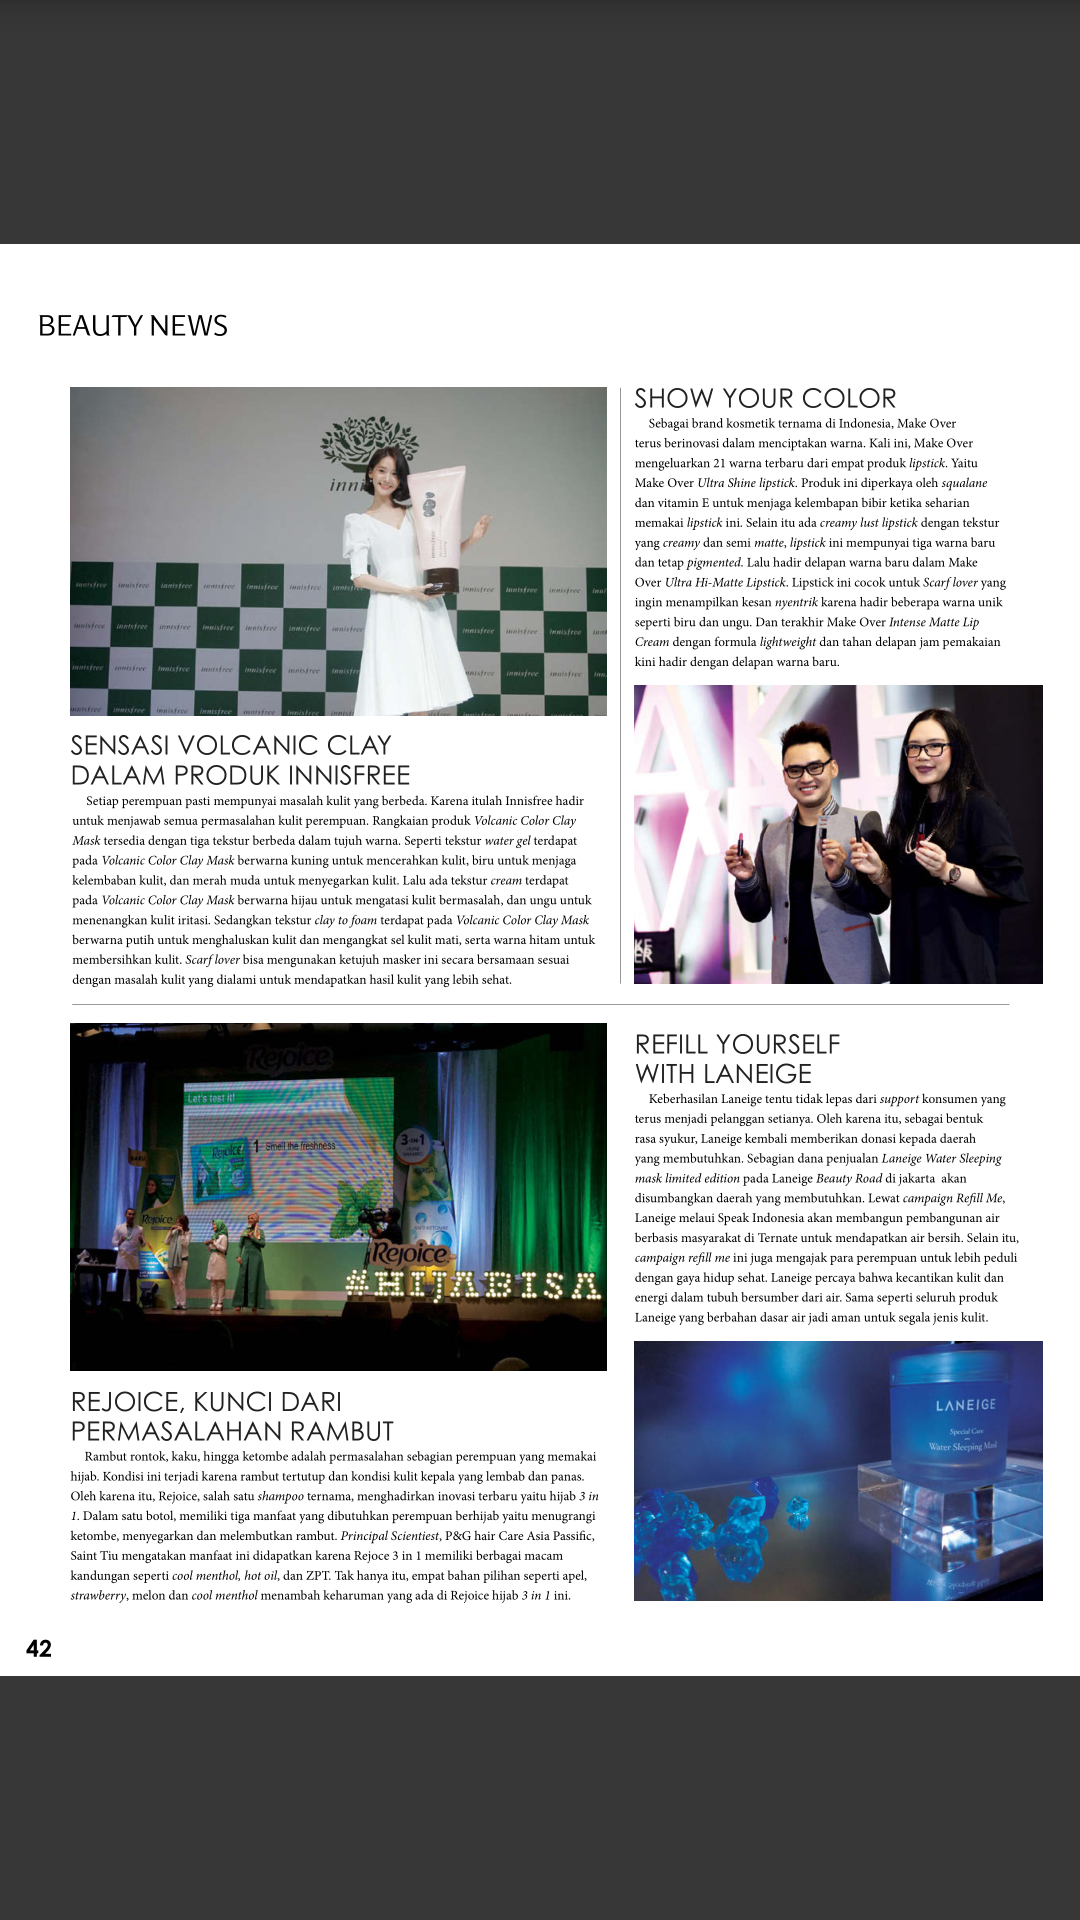 BEAUTY NEWS
inni
innisfree
SENSASI VOLCANIC CLAY
DALAM PRODUK INNISFREE
Setiap perempuan pasti mempunyai masalah kulit yang berbeda. Karena itulah Innisfree hadir
untuk menjawab semua permasalahan kulit perempuan. Rangkaian produk Volcanic Color Clay
Mask tersedia dengan tiga tekstur berbeda dalam tujuh warna. Seperti tekstur water gel terdapat
pada Volcanic Color Clay Mask berwarna kuning untuk mencerahkan kulit, biru untuk menjaga
kelembaban kulit, dan merah muda untuk menyegarkan kulit. Lalu ada tekstur cream terdapat
pada Volcanic Color Clay Mask berwarna hijau untuk mengatasi kulit bermasalah, dan ungu untuk
menenangkan kulit iritasi. Sedangkan tekstur clay to foam terdapat pada Volcanic Color Clay Mask
berwarna putih untuk menghaluskan kulit dan mengangkat sel kulit mati, serta warna hitam untuk
membersihkan kulit. Scarf lover bisa mengunakan ketujuh masker ini secara bersamaan sesuai
dengan masalah kulit yang dialami untuk mendapatkan hasil kulit yang lebih sehat.
SHOW YOUR COLOR
Sebagai brand kosmetik ternama di Indonesia, Make Over
terus berinovasi dalam menciptakan warna. Kali ini, Make Over
mengeluarkan 21 warna terbaru dari empat produk lipstick. Yaitu
Make Over Ultra Shine lipstick. Produk ini diperkaya oleh squalane
dan vitamin E untuk menjaga kelembapan bibir ketika seharian
memakai lipstick ini. Selain itu ada creamy lust lipstick dengan tekstur
yang creamy dan semi matte, lipstick ini mempunyai tiga warna baru
dan tetap pigmented. Lalu hadir delapan warna baru dalam Make
Over Ultra Hi-Matte Lipstick. Lipstick ini cocok untuk Scarf lover yang
ingin menampilkan kesan nyentrik karena hadir beberapa warna unik
seperti biru dan ungu. Dan terakhir Make Over Intense Matte Lip
Cream dengan formula lightweight dan tahan delapan jam pemakaian
kini hadir dengan delapan warna baru.
Rejoice
Let's test it!
1 Smell the freshness
Rejoice
3-IN-1
BARU
Rejoice
Rejoice
#HIJABISA
REJOICE, KUNCI DARI
PERMASALAHAN RAMBUT
Rambut rontok, kaku, hingga ketombe adalah permasalahan sebagian perempuan yang memakai
hijab. Kondisi ini terjadi karena rambut tertutup dan kondisi kulit kepala yang lembab dan panas.
Oleh karena itu, Rejoice, salah satu shampoo ternama, menghadirkan inovasi terbaru yaitu hijab 3 in
1. Dalam satu botol, memiliki tiga manfaat yang dibutuhkan perempuan berhijab yaitu menugrangi
ketombe, menyegarkan dan melembutkan rambut. Principal Scientiest, P&G hair Care Asia Passific,
Saint Tiu mengatakan manfaat ini didapatkan karena Rejoce 3 in 1 memiliki berbagai macam
kandungan seperti cool menthol, hot oil, dan ZPT. Tak hanya itu, empat bahan pilihan seperti apel,
strawberry, melon dan cool menthol menambah keharuman yang ada di Rejoice hijab 3 in 1 ini.
REFILL YOURSELF
WITH LANEIGE
Keberhasilan Laneige tentu tidak lepas dari support konsumen yang
terus menjadi pelanggan setianya. Oleh karena itu, sebagai bentuk
rasa syukur, Laneige kembali memberikan donasi kepada daerah
yang membutuhkan. Sebagian dana penjualan Laneige Water Sleeping
mask limited edition pada Laneige Beauty Road di jakarta akan
disumbangkan daerah yang membutuhkan. Lewat campaign Refill Me,
Laneige melaui Speak Indonesia akan membangun pembangunan air
berbasis masyarakat di Ternate untuk mendapatkan air bersih. Selain itu,
campaign refill me ini juga mengajak para perempuan untuk lebih peduli
dengan gaya hidup sehat. Laneige percaya bahwa kecantikan kulit dan
energi dalam tubuh bersumber dari air. Sama seperti seluruh produk
Laneige yang berbahan dasar air jadi aman untuk segala jenis kulit.
LANEIGE
Special Care
Water Sleeping Mask
42